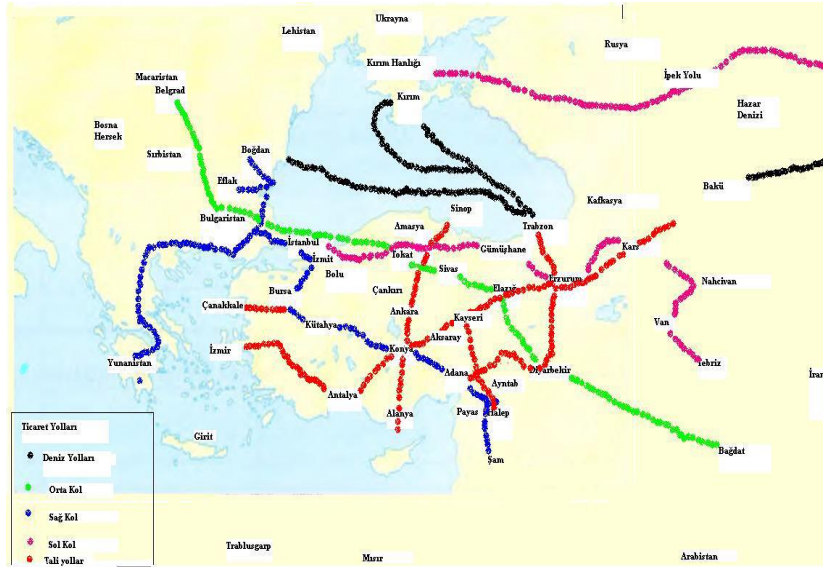 Ukrayna
Lehistan
Rusya
Kırım Hanlığı
İpek Yolu
Macaristan
Belgrad
Kırım
Hazar
Denizi
Bosna
Hersek
Sırbistan
Boğdan
Eflak
Bakü
Kafkasya
Sinop
Bulgaristan
Amasya
Trabzon
İstanbul
Gümüşhane
Kars
Tokat
İzmit
Bolu
Sivas
Erzurum
Nahcivan
Elazığ
Çankırı
Bursa
Çanakkale
Ankara
Kayseri
Van
Kütahya
Aksaray
İzmir
Konya
Yunanistan
Tebriz
Adana
Diyarbekir
İran
Ayntab
Antalya
Alanya
Payas
Halep
Ticaret Yolları
Girit
Bağdat
Deniz Yolları
Şam
Orta Kol
Sağ Kol
Sol Kol
Tali yollar
Trablusgarp
Mısır
Arabistan